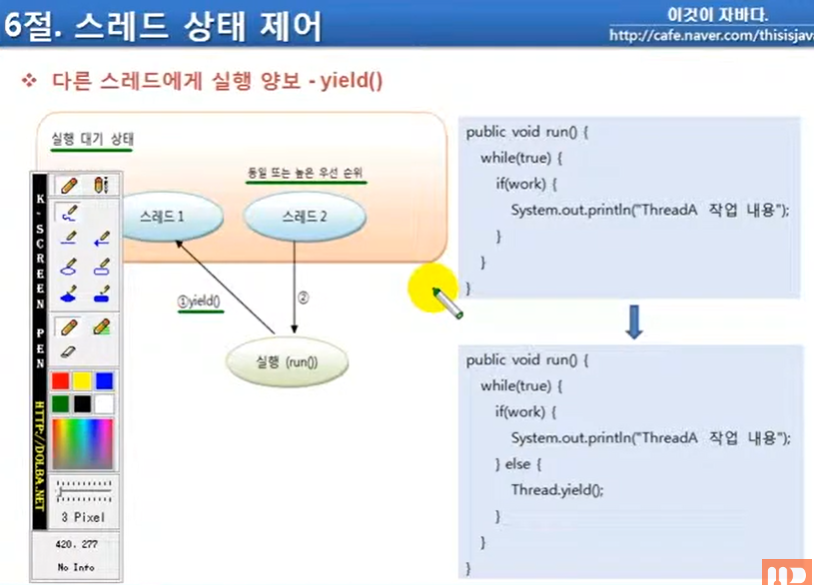 6절. 스레드 상태 제어
이것이 자바다.
http://cafe.naver.com/thisisjav
❖ 다른 스레드에게 실행 양보 - yield()
실행 대기 상태
동일 또는 높은 우선 순위
스레드 1
스레드 2
①yield()
②
실행 (run())
public void run() {
while(true) {
if(work) {
System.out.println("ThreadA 작업 내용");
}
}
}
public void run() {
while(true) {
if(work) {
System.out.println("ThreadA 작업 내용");
} else {
Thread.yield();
}
}
}
K-SCREEN PEN HTTP://DOLBA.NET
3 Pixel
420, 277
No Info